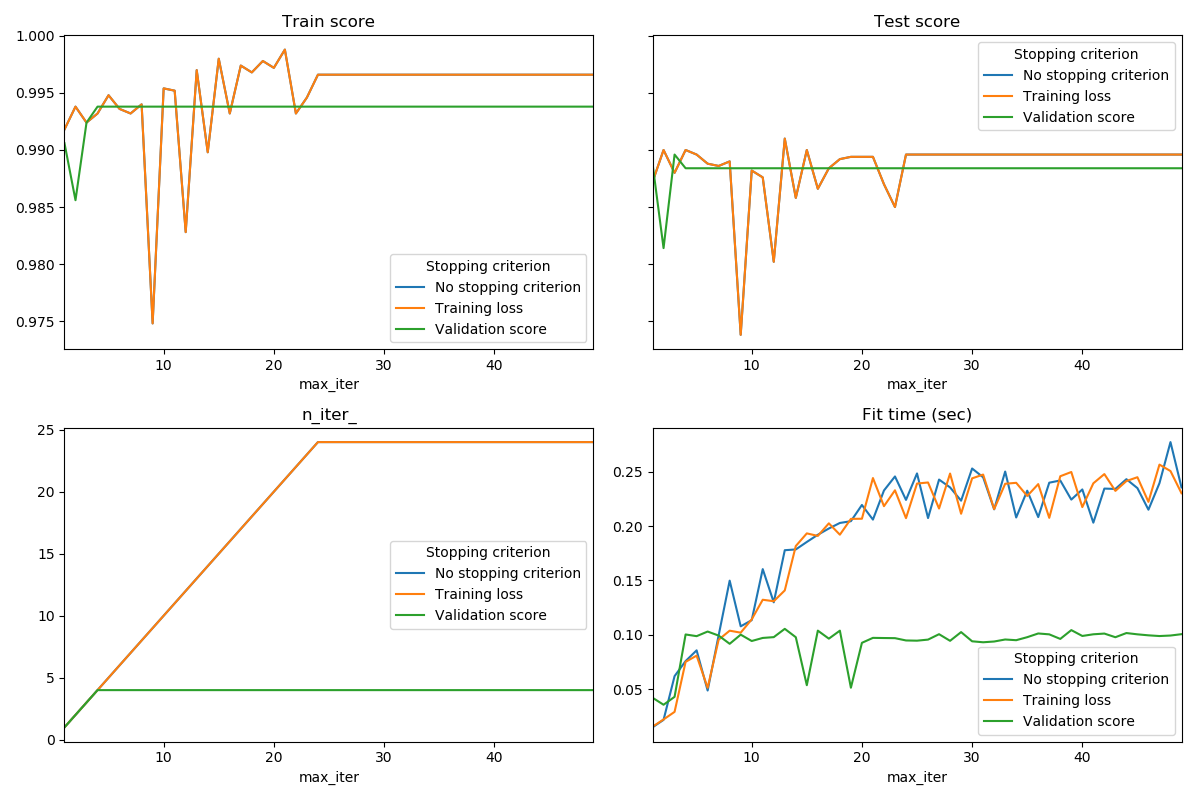 Train score
1.000
0.995
0.990
0.985
0.980
0.975
Stopping criterion
No stopping criterion
Training loss
Validation score
10 20 30 40
max_iter
Test score
Stopping criterion
No stopping criterion
Training loss
Validation score
10 20 30 40
max_iter
n_iter_
25
20
15
10
5
0
Stopping criterion
No stopping criterion
Training loss
Validation score
10 20 30 40
max_iter
Fit time (sec)
0.25
0.20
0.15
0.10
0.05
Stopping criterion
No stopping criterion
Training loss
Validation score
10 20 30 40
max_iter